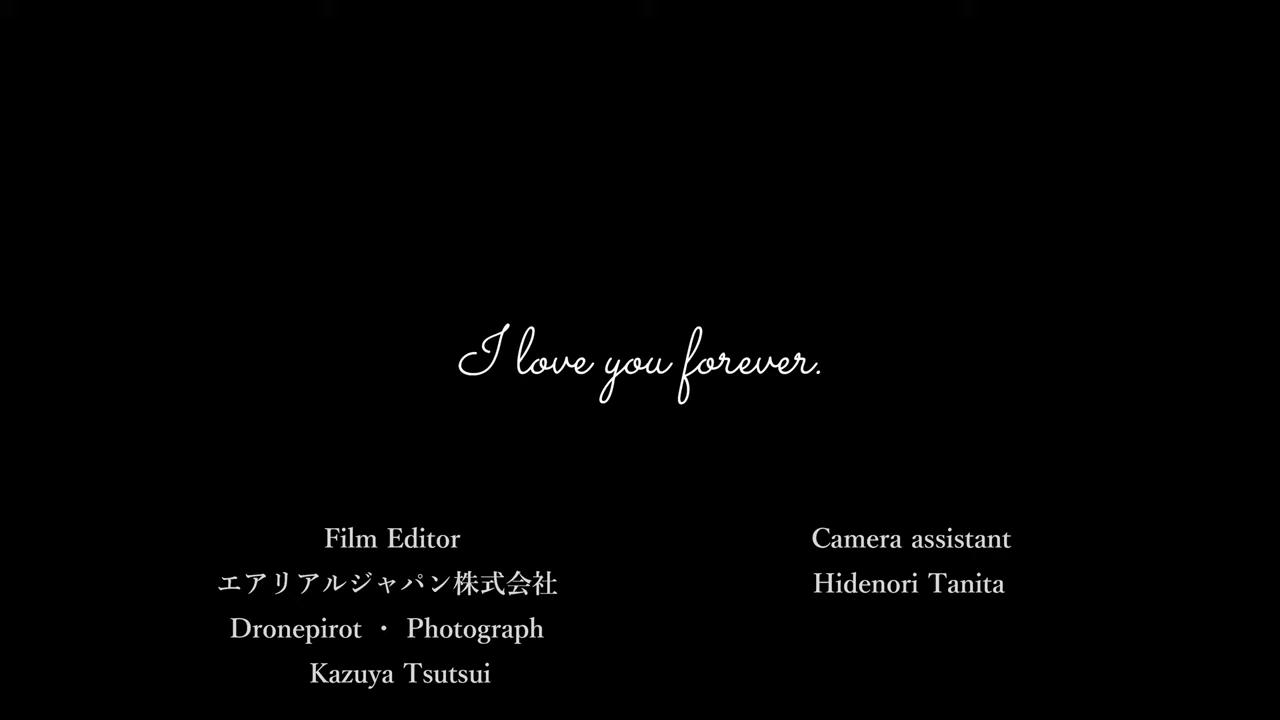 I love you forever.
Film Editor
エアリアルジャパン株式会社
Dronepirot ・ Photograph
Kazuya Tsutsui
Camera assistant
Hidenori Tanita